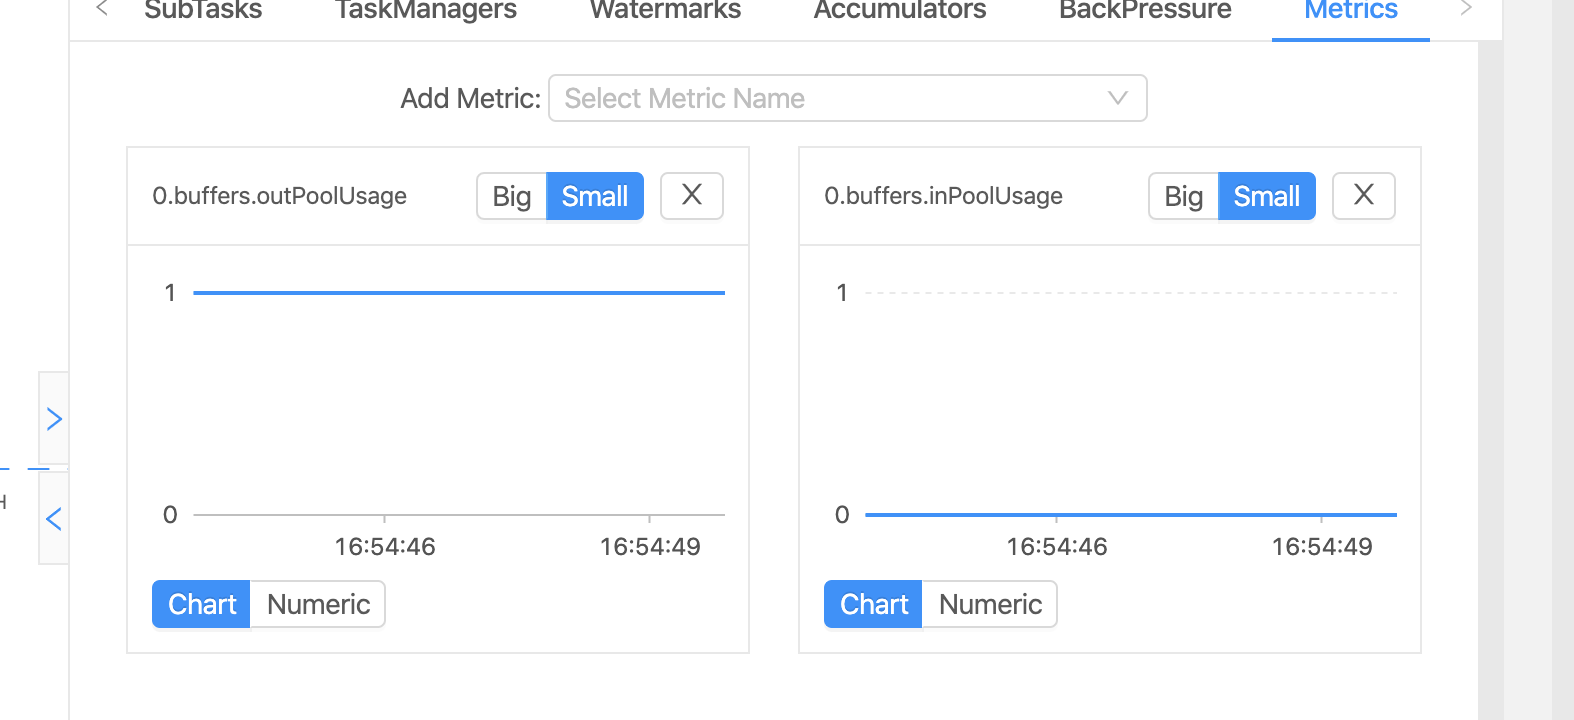 SubTasks TaskManagers Watermarks Accumulators BackPressure Metrics
Add Metric: Select Metric Name
0.buffers.outPoolUsage Big Small X
1
0
16:54:46 16:54:49
Chart Numeric
0.buffers.inPoolUsage Big Small X
1
0
16:54:46 16:54:49
Chart Numeric